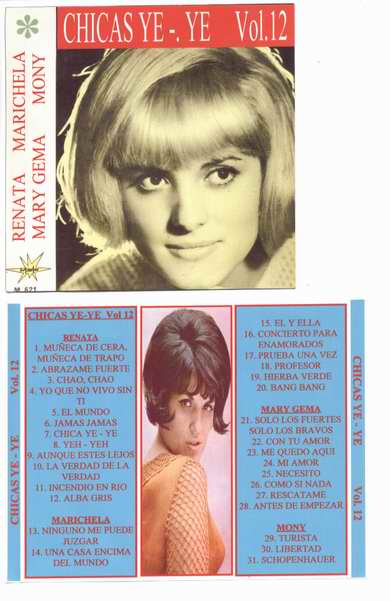 CHICAS YE -. YE Vol.12
RENATA MARICHELA
MARY GEMA MONY
M 621
CHICAS YE-YE Vol 12
RENATA
1. MUÑECA DE CERA,
MUÑECA DE TRAPO
2. ABRAZAME FUERTE
3. CHAO, CHAO
4. YO QUE NO VIVO SIN
TI
5. EL MUNDO
6. JAMAS JAMAS
7. CHICA YE - YE
8. YEH - YEH
9. AUNQUE ESTES LEJOS
10. LA VERDAD DE LA
VERDAD
11. INCENDIO EN RIO
12. ALBA GRIS
MARICHELA
13. NINGUNO ME PUEDE
JUZGAR
14. UNA CASA ENCIMA
DEL MUNDO
15. EL Y ELLA
16. CONCIERTO PARA
ENAMORADOS
17. PRUEBA UNA VEZ
18. PROFESOR
19. HIERBA VERDE
20. BANG BANG
MARY GEMA
21. SOLO LOS FUERTES
SOLO LOS BRAVOS
22. CON TU AMOR
23. ME QUEDO AQUI
24. MI AMOR
25. NECESITO
26. COMO SI NADA
27. RESCATAME
28. ANTES DE EMPEZAR
MONY
29. TURISTA
30. LIBERTAD
31. SCHOPENHAUER
CHICAS YE - YE Vol. 12
CHICAS YE - YE Vol. 12